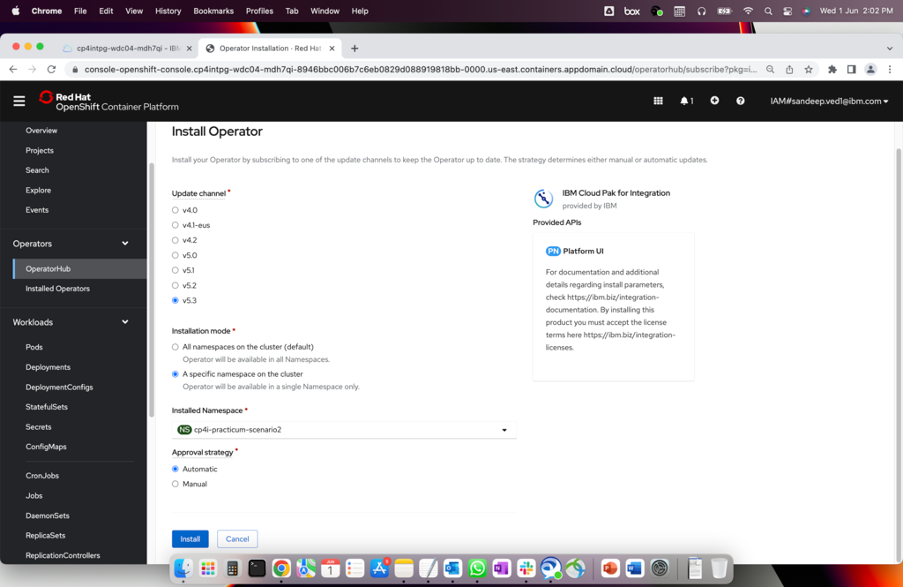 Chrome File Edit View History Bookmarks Profiles Tab Window Help
box
Wed 1 Jun 2:02 PM
cp4intpg-wdc04-mdh7qi - IBM
Operator Installation · Red Hat
console-openshift-console.cp4intpg-wdc04-mdh7qi-8946bbc006b7c6eb0829d088919818bb-0000.us-east.containers.appdomain.cloud/operatorhub/subscribe?pkg=i...
Red Hat
OpenShift Container Platform
1
IAM#sandeep.ved1@ibm.com
Overview
Projects
Search
Explore
Events
Operators
OperatorHub
Installed Operators
Workloads
Pods
Deployments
DeploymentConfigs
StatefulSets
Secrets
ConfigMaps
CronJobs
Jobs
DaemonSets
ReplicaSets
ReplicationControllers
Install Operator
Install your Operator by subscribing to one of the update channels to keep the Operator up to date. The strategy determines either manual or automatic updates.
Update channel *
v4.0
v4.1-eus
v4.2
v5.0
v5.1
v5.2
v5.3
Installation mode *
All namespaces on the cluster (default)
Operator will be available in all Namespaces.
A specific namespace on the cluster
Operator will be available in a single Namespace only.
Installed Namespace *
NS cp4i-practicum-scenario2
Approval strategy *
Automatic
Manual
Install Cancel
IBM Cloud Pak for Integration
provided by IBM
Provided APIs
PN Platform UI
For documentation and additional
details regarding install parameters,
check https://ibm.biz/integration-
documentation. By installing this
product you must accept the license
terms here https://ibm.biz/integration-
licenses.